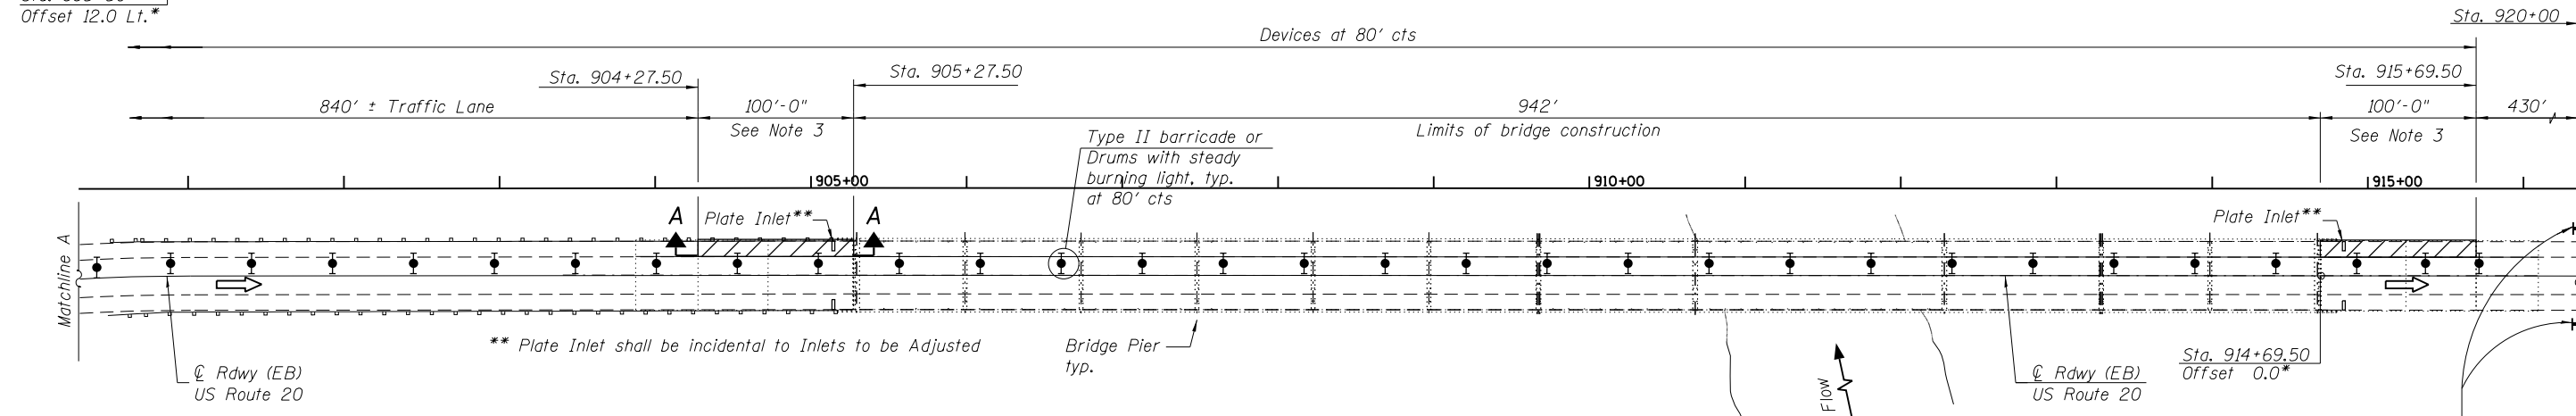 Offset 12.0 Lt.*
Sta. 920+00
Devices at 80' cts
Sta. 904+27.50
Sta. 905+27.50
Sta. 915+69.50
840' ± Traffic Lane
100'-0"
942'
100'-0"
430'
See Note 3
Limits of bridge construction
See Note 3
Type II barricade or
Drums with steady
burning light, typ.
at 80' cts
905+00
910+00
915+00
A
Plate Inlet**
A
Plate Inlet**
Matchline A
** Plate Inlet shall be incidental to Inlets to be Adjusted
Bridge Pier
typ.
℄ Rdwy (EB)
US Route 20
Flow
℄ Rdwy (EB)
US Route 20
Sta. 914+69.50
Offset 0.0*